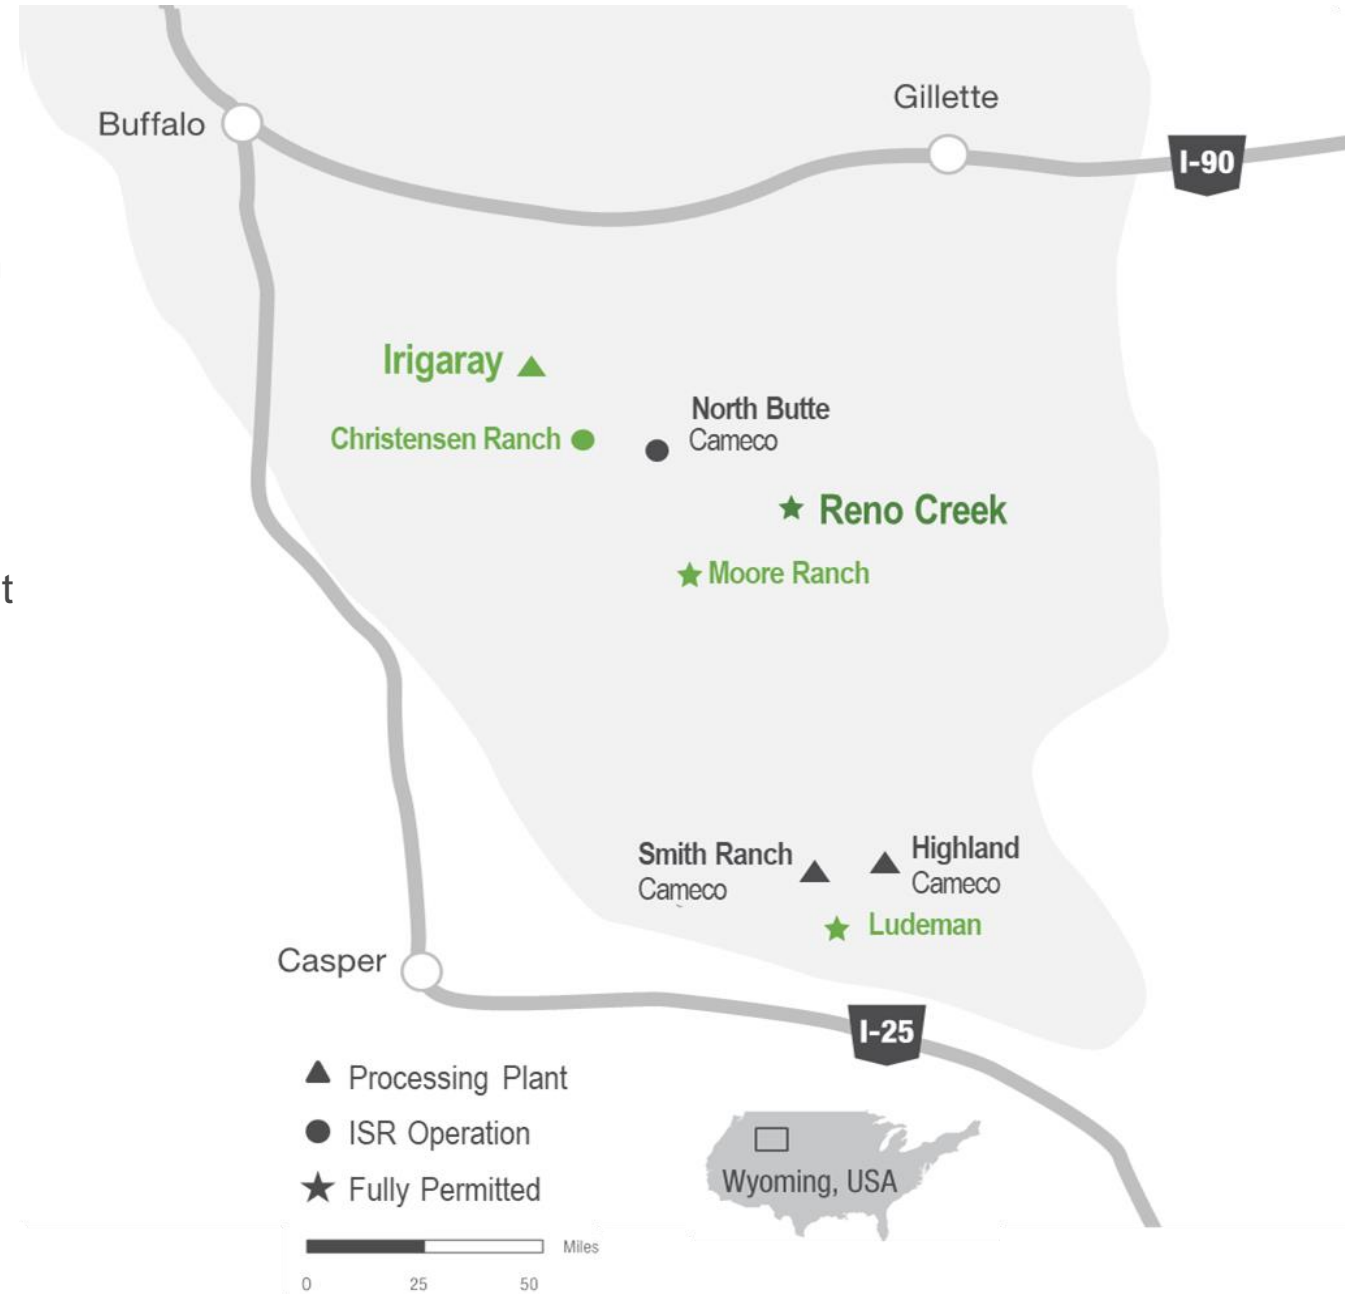 Gillette
Buffalo
I-90
Irigaray
North Butte
Cameco
Christensen Ranch
Reno Creek
Moore Ranch
t
Smith Ranch
Cameco
Highland
Cameco
Ludeman
Casper
I-25
Processing Plant
ISR Operation
Fully Permitted
Wyoming, USA
Miles
0 25 50